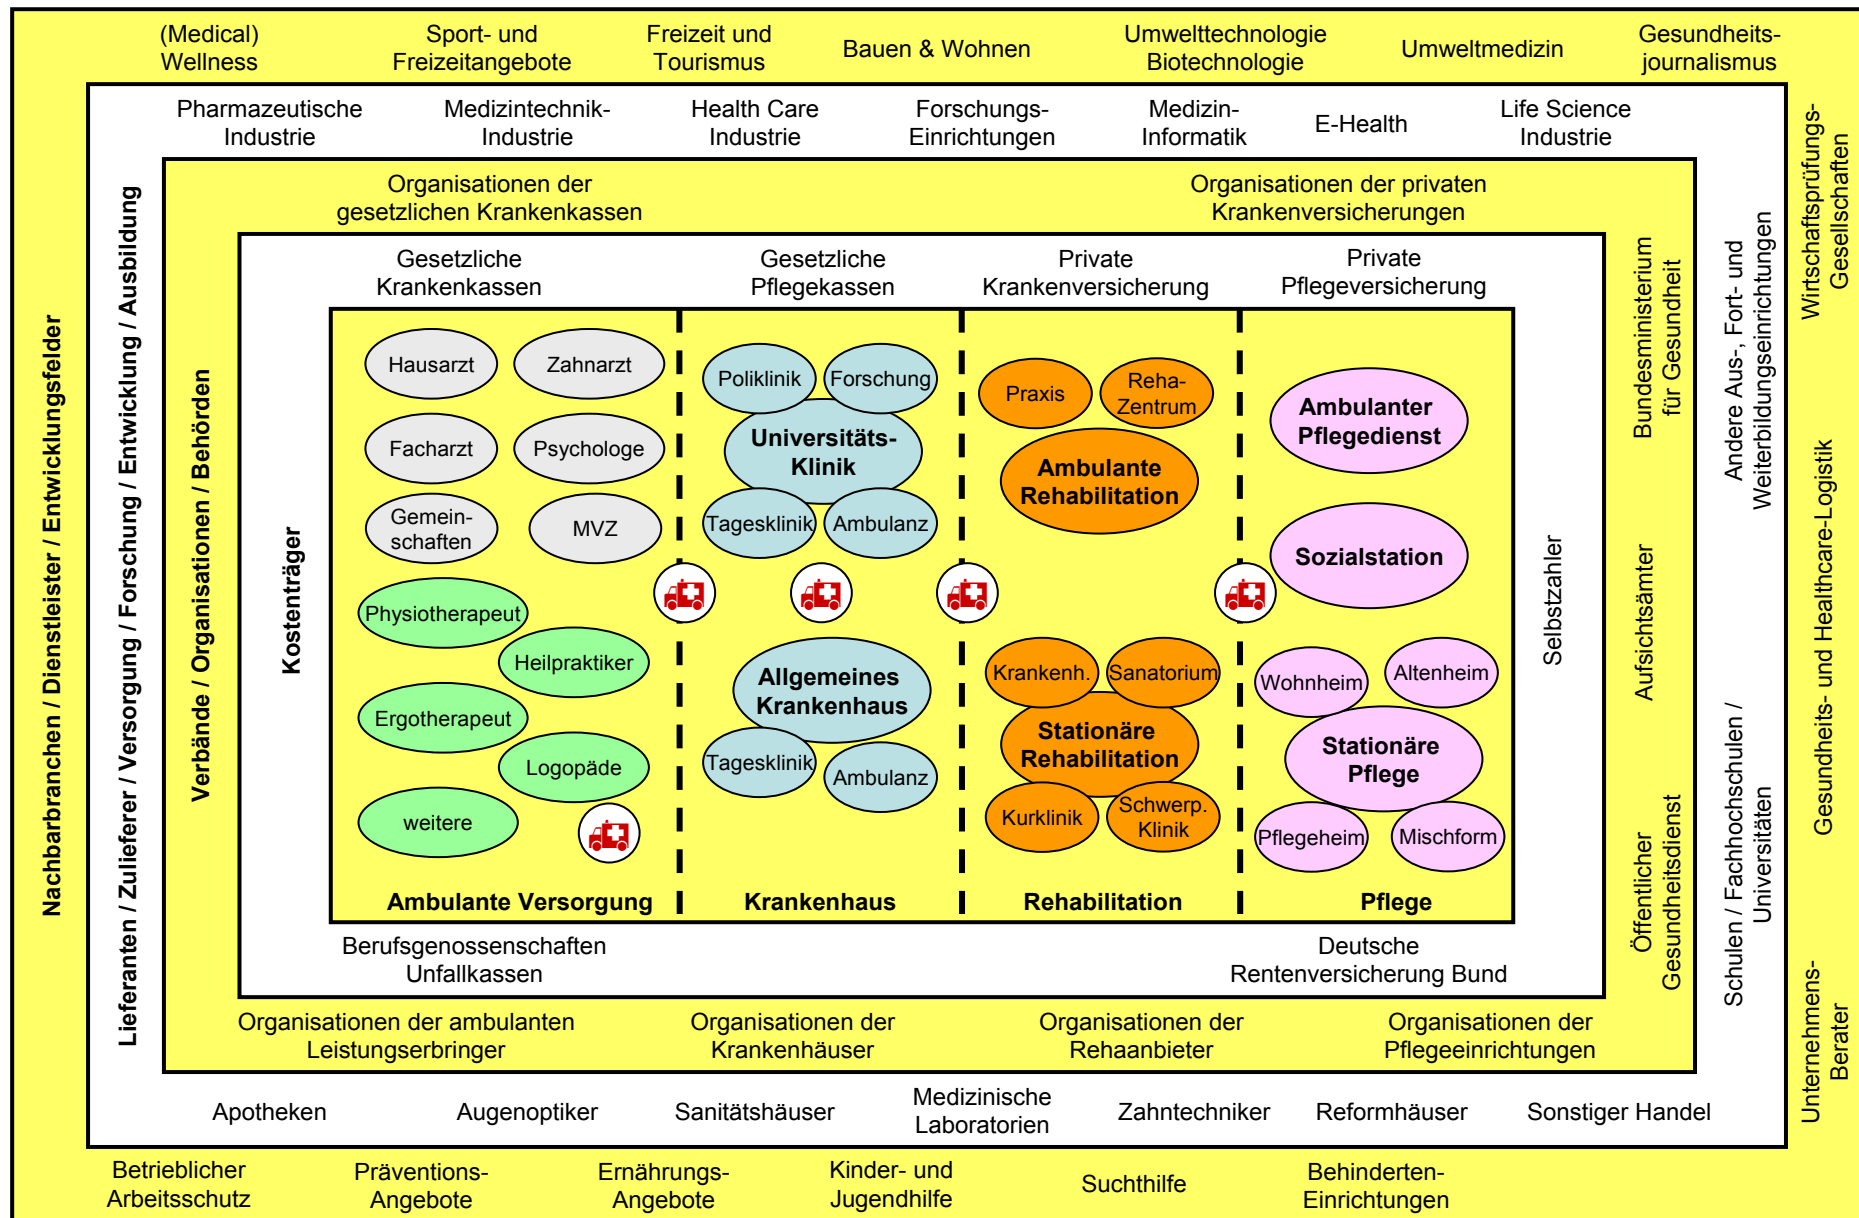 (Medical)
Wellness
Sport- und
Freizeitangebote
Freizeit und
Tourismus
Bauen & Wohnen
Umwelttechnologie
Biotechnologie
Umweltmedizin
Gesundheits-
journalismus
Pharmazeutische
Industrie
Medizintechnik-
Industrie
Health Care
Industrie
Forschungs-
Einrichtungen
Medizin-
Informatik
E-Health
Life Science
Industrie
Organisationen der
gesetzlichen Krankenkassen
Organisationen der privaten
Krankenversicherungen
Gesetzliche
Krankenkassen
Gesetzliche
Pflegekassen
Private
Krankenversicherung
Private
Pflegeversicherung
Nachbarbranchen / Dienstleister / Entwicklungsfelder
Lieferanten / Zulieferer / Versorgung / Forschung / Entwicklung / Ausbildung
Verbände / Organisationen / Behörden
Kostenträger
Hausarzt
Zahnarzt
Facharzt
Psychologe
Gemein-
schaften
MVZ
Physiotherapeut
Heilpraktiker
Ergotherapeut
Logopäde
weitere
Ambulante Versorgung
Poliklinik
Forschung
Universitäts-
Klinik
Tagesklinik
Ambulanz
Allgemeines
Krankenhaus
Tagesklinik
Ambulanz
Krankenhaus
Praxis
Reha-
Zentrum
Ambulante
Rehabilitation
Krankenh.
Sanatorium
Stationäre
Rehabilitation
Kurklinik
Schwerp.
Klinik
Rehabilitation
Ambulanter
Pflegedienst
Sozialstation
Wohnheim
Altenheim
Stationäre
Pflege
Pflegeheim
Mischform
Pflege
Selbstzahler
Bundesministerium
für Gesundheit
Aufsichtsämter
Öffentlicher
Gesundheitsdienst
Andere Aus-, Fort- und
Weiterbildungseinrichtungen
Schulen / Fachhochschulen /
Universitäten
Wirtschaftsprüfungs-
Gesellschaften
Gesundheits- und Healthcare-Logistik
Unternehmens-
Berater
Berufsgenossenschaften
Unfallkassen
Deutsche
Rentenversicherung Bund
Organisationen der ambulanten
Leistungserbringer
Organisationen der
Krankenhäuser
Organisationen der
Rehaanbieter
Organisationen der
Pflegeeinrichtungen
Apotheken
Augenoptiker
Sanitätshäuser
Medizinische
Laboratorien
Zahntechniker
Reformhäuser
Sonstiger Handel
Betrieblicher
Arbeitsschutz
Präventions-
Angebote
Ernährungs-
Angebote
Kinder- und
Jugendhilfe
Suchthilfe
Behinderten-
Einrichtungen